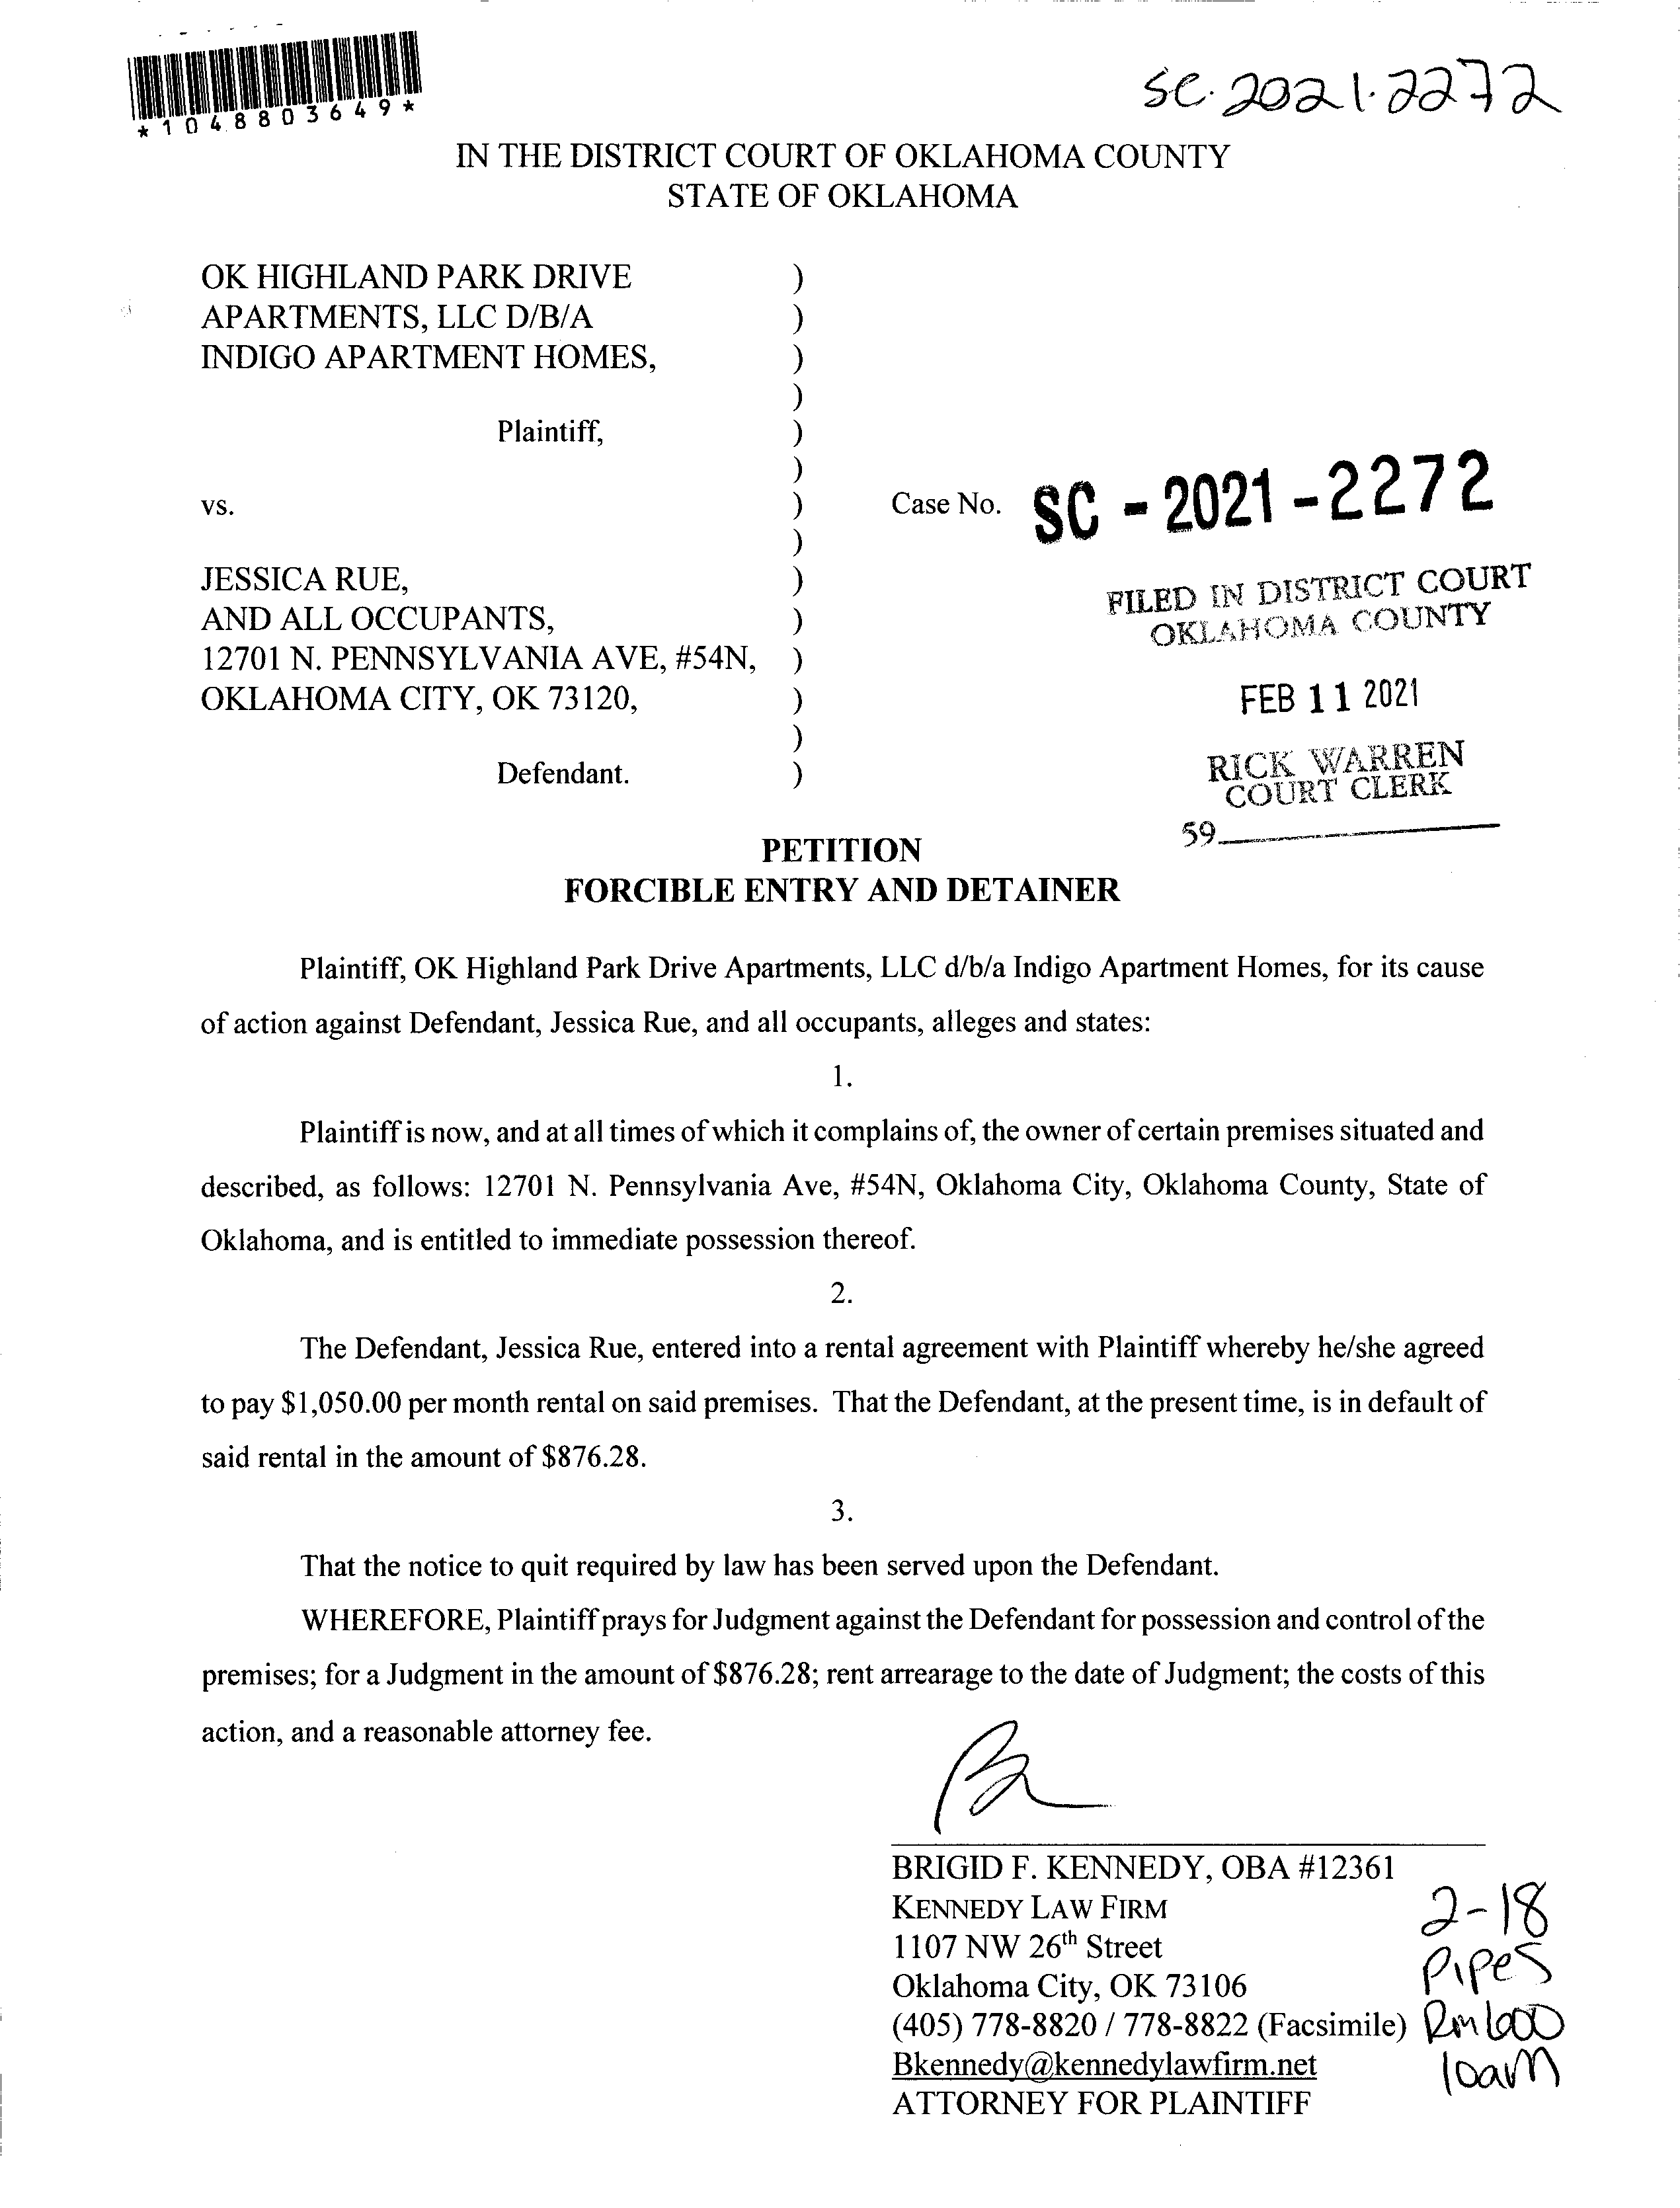 *1048803649*
SC-2021-2272
IN THE DISTRICT COURT OF OKLAHOMA COUNTY
STATE OF OKLAHOMA
OK HIGHLAND PARK DRIVE )
APARTMENTS, LLC D/B/A )
INDIGO APARTMENT HOMES, )
)
Plaintiff, )
)
vs. ) Case No. SC - 2021 - 2272
)
JESSICA RUE, ) FILED IN DISTRICT COURT
AND ALL OCCUPANTS, ) OKLAHOMA COUNTY
12701 N. PENNSYLVANIA AVE, #54N, )
OKLAHOMA CITY, OK 73120, ) FEB 11 2021
)
Defendant. ) RICK WARREN
COURT CLERK
59
PETITION
FORCIBLE ENTRY AND DETAINER
Plaintiff, OK Highland Park Drive Apartments, LLC d/b/a Indigo Apartment Homes, for its cause
of action against Defendant, Jessica Rue, and all occupants, alleges and states:
1.
Plaintiff is now, and at all times of which it complains of, the owner of certain premises situated and
described, as follows: 12701 N. Pennsylvania Ave, #54N, Oklahoma City, Oklahoma County, State of
Oklahoma, and is entitled to immediate possession thereof.
2.
The Defendant, Jessica Rue, entered into a rental agreement with Plaintiff whereby he/she agreed
to pay $1,050.00 per month rental on said premises. That the Defendant, at the present time, is in default of
said rental in the amount of $876.28.
3.
That the notice to quit required by law has been served upon the Defendant.
WHEREFORE, Plaintiff prays for Judgment against the Defendant for possession and control of the
premises; for a Judgment in the amount of $876.28; rent arrearage to the date of Judgment; the costs of this
action, and a reasonable attorney fee.
BRIGID F. KENNEDY, OBA #12361
KENNEDY LAW FIRM
1107 NW 26th Street
Oklahoma City, OK 73106
(405) 778-8820 / 778-8822 (Facsimile)
Bkennedy@kennedylawfirm.net
ATTORNEY FOR PLAINTIFF
2-18
Pipes
Rm 600
10am